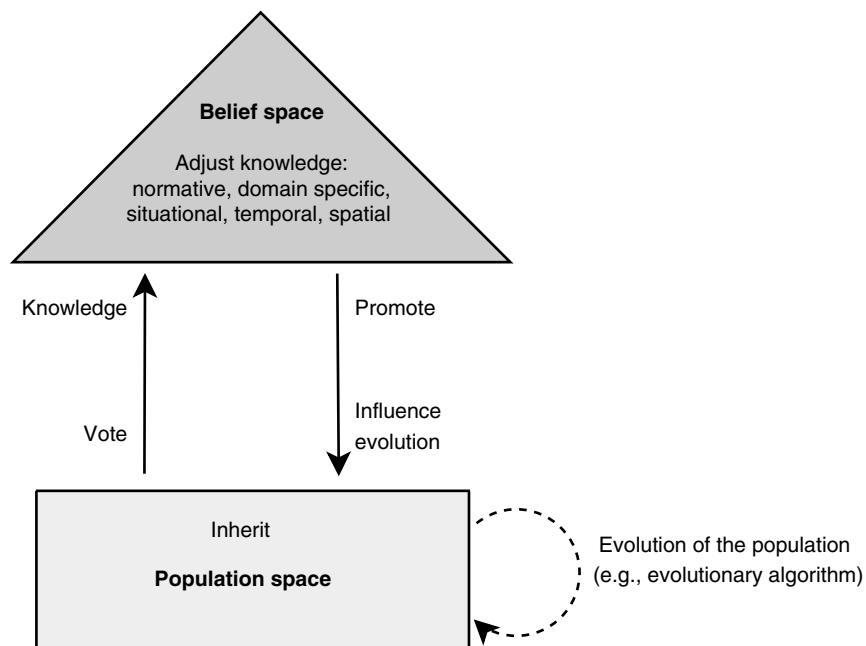 Belief space
Adjust knowledge:
normative, domain specific,
situational, temporal, spatial
Knowledge
Promote
Vote
Influence
evolution
Inherit
Population space
Evolution of the population
(e.g., evolutionary algorithm)